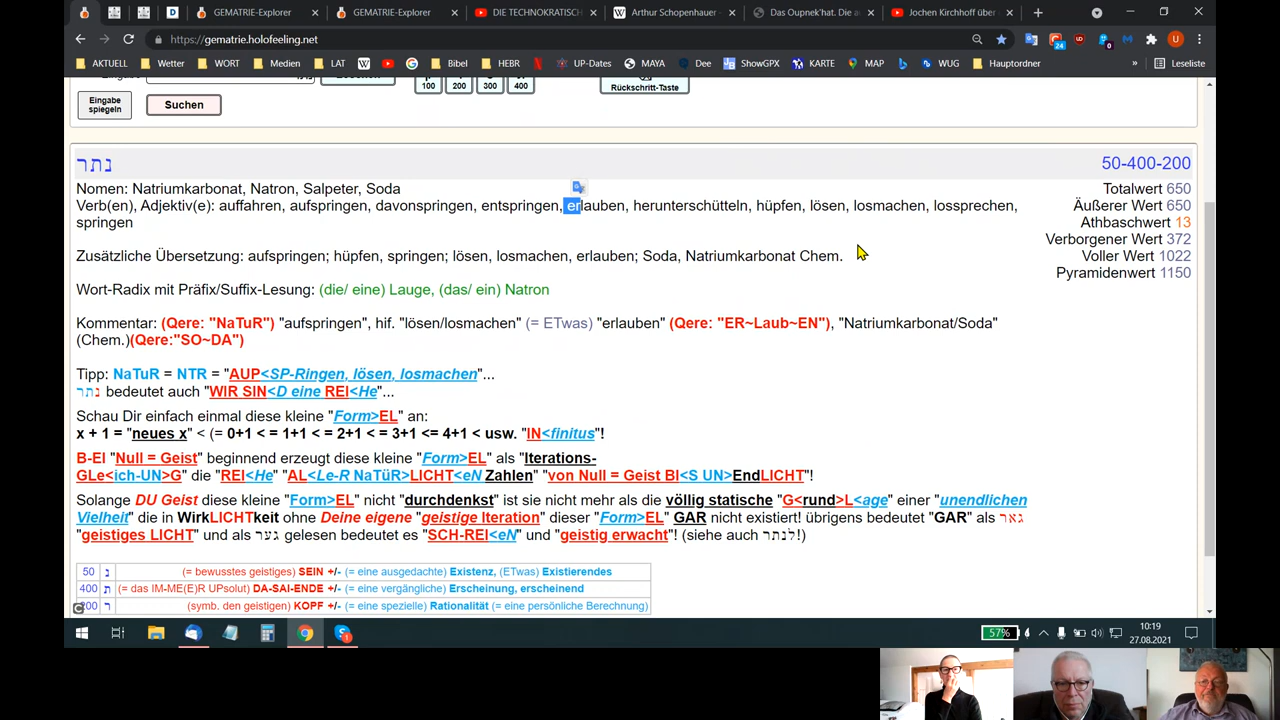 GEMATRIE-Explorer
GEMATRIE-Explorer
DIE TECHNOKRATISCH
Arthur Schopenhauer –
Das Oupnek'hat. Die a
Jochen Kirchhoff über
https://gematrie.holofeeling.net
AKTUELL Wetter WORT Medien LAT Bibel HEBR UP-Dates MAYA Dee ShowGPX KARTE MAP WUG Hauptordner » Leseliste
100 200 300 400 Rückschritt-Taste
Eingabe
spiegeln
Suchen
נתר 50-400-200
Nomen: Natriumkarbonat, Natron, Salpeter, Soda Totalwert 650
Verb(en), Adjektiv(e): auffahren, aufspringen, davonspringen, entspringen, erlauben, herunterschütteln, hüpfen, lösen, losmachen, lossprechen, Äußerer Wert 650
springen Athbaschwert 13
Verborgener Wert 372
Zusätzliche Übersetzung: aufspringen; hüpfen, springen; lösen, losmachen, erlauben; Soda, Natriumkarbonat Chem. Voller Wert 1022
Pyramidenwert 1150
Wort-Radix mit Präfix/Suffix-Lesung: (die/ eine) Lauge, (das/ ein) Natron
Kommentar: (Qere: "NaTuR") "aufspringen", hif. "lösen/losmachen" (= ETwas) "erlauben" (Qere: "ER~Laub~EN"), "Natriumkarbonat/Soda"
(Chem.)(Qere:"SO~DA")
Tipp: NaTuR = NTR = "AUP<SP-Ringen, lösen, losmachen"...
נתר bedeutet auch "WIR SIN<D eine REI<He"...
Schau Dir einfach einmal diese kleine "Form>EL" an:
x + 1 = "neues x" < (= 0+1 < = 1+1 < = 2+1 < = 3+1 <= 4+1 < usw. "IN<finitus"!
B-EI "Null = Geist" beginnend erzeugt diese kleine "Form>EL" als "Iterations-
GLe<ich-UN>G" die "REI<He" "AL<Le-R NaTüR>LICHT<eN Zahlen" "von Null = Geist BI<S UN>EndLICHT"!
Solange DU Geist diese kleine "Form>EL" nicht "durchdenkst" ist sie nicht mehr als die völlig statische "G<rund>L<age" einer "unendlichen
Vielheit" die in WirkLICHTkeit ohne Deine eigene "geistige Iteration" dieser "Form>EL" GAR nicht existiert! übrigens bedeutet "GAR" als גאר
"geistiges LICHT" und als גער gelesen bedeutet es "SCH-REI<eN" und "geistig erwacht"! (siehe auch לנתר!)
50 נ (= bewusstes geistiges) SEIN +/- (= eine ausgedachte) Existenz, (ETwas) Existierendes
400 ת (= das IM-ME(E)R UPsolut) DA-SAI-ENDE +/- (= eine vergängliche) Erscheinung, erscheinend
200 ר (symb. den geistigen) KOPF +/- (= eine spezielle) Rationalität (= eine persönliche Berechnung)
57%
10:19
27.08.2021